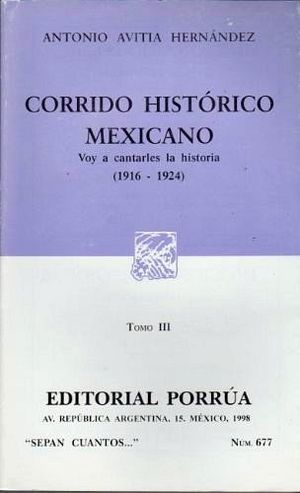 ANTONIO AVITIA HERNÁNDEZ
CORRIDO HISTÓRICO
MEXICANO
Voy a cantarles la historia
(1916 - 1924)
TOMO III
EDITORIAL PORRÚA
AV. REPÚBLICA ARGENTINA, 15. MÉXICO, 1998
"SEPAN CUANTOS..."
NÚM. 677